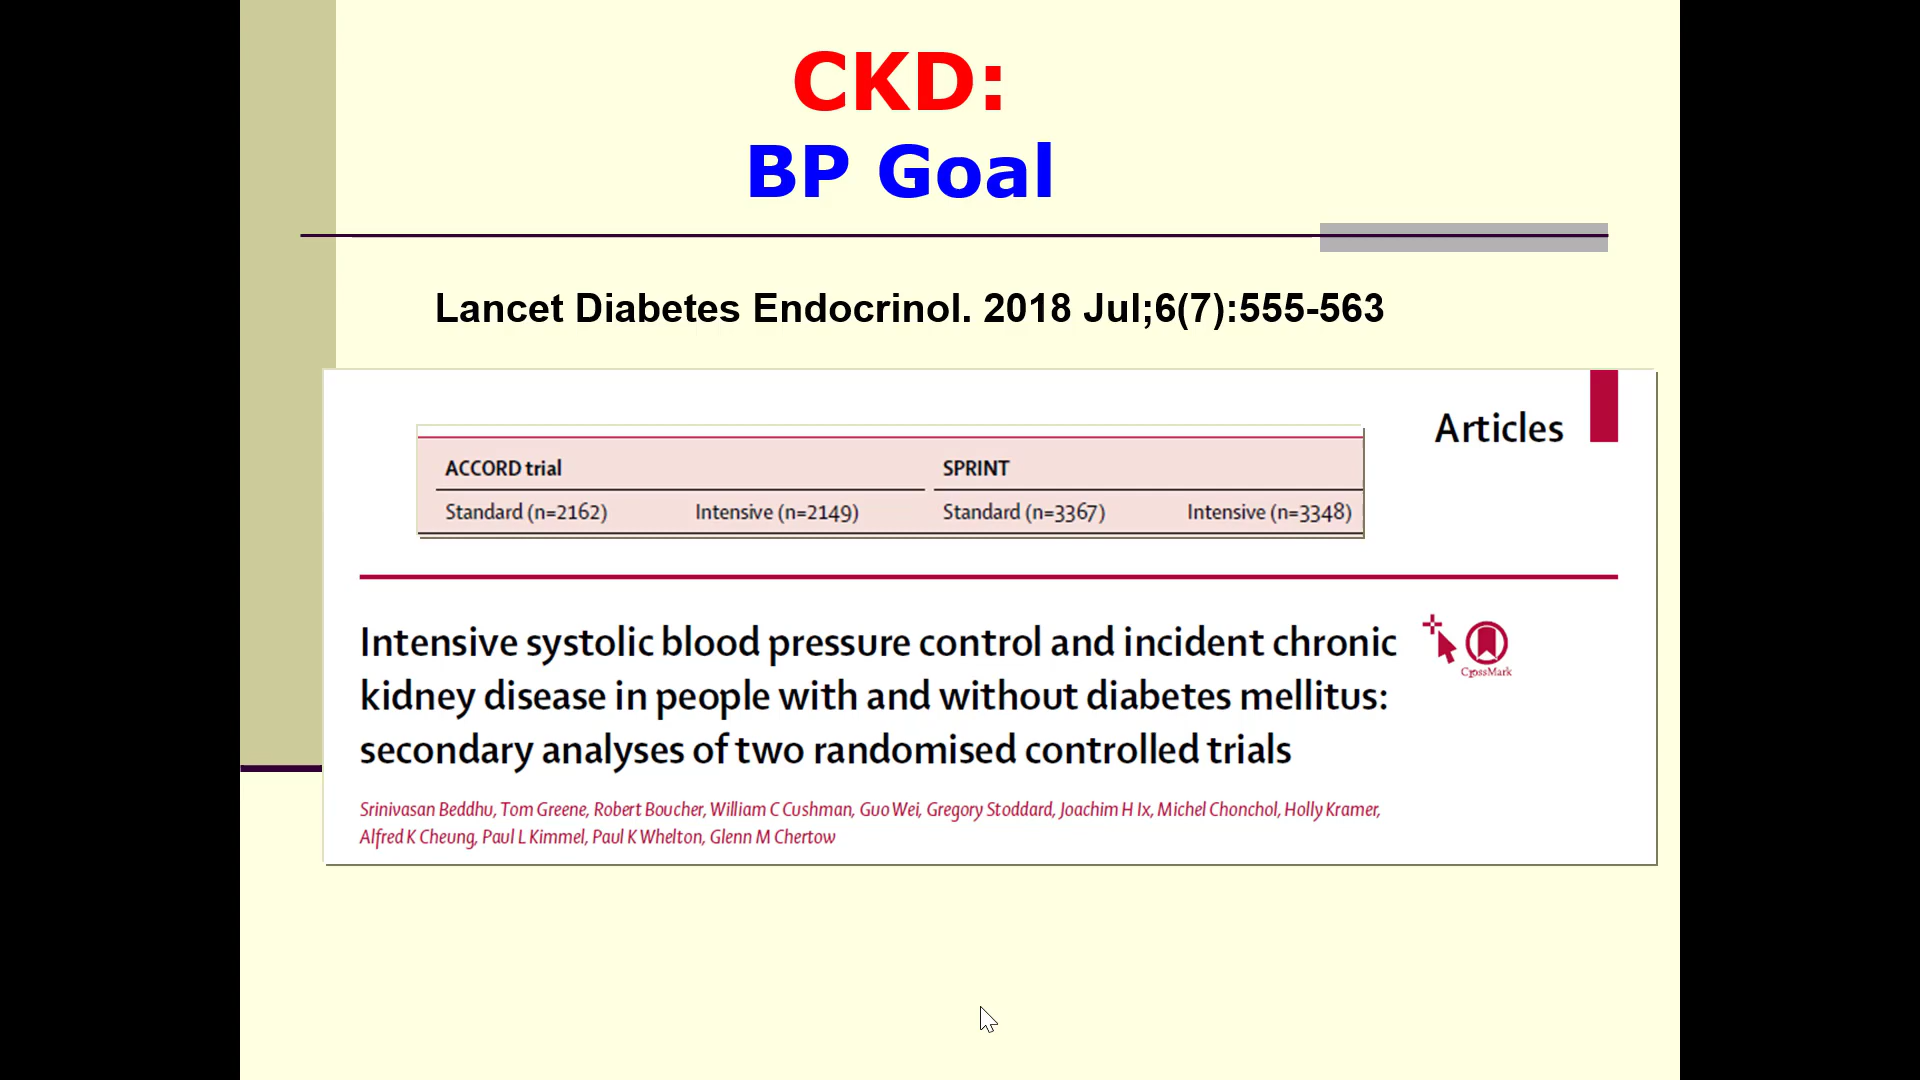 CKD:
BP Goal
Lancet Diabetes Endocrinol. 2018 Jul;6(7):555-563
Articles
ACCORD trial SPRINT
Standard (n=2162) Intensive (n=2149) Standard (n=3367) Intensive (n=3348)
Intensive systolic blood pressure control and incident chronic
kidney disease in people with and without diabetes mellitus:
secondary analyses of two randomised controlled trials
CrossMark
Srinivasan Beddhu, Tom Greene, Robert Boucher, William C Cushman, Guo Wei, Gregory Stoddard, Joachim H Ix, Michel Chonchol, Holly Kramer,
Alfred K Cheung, Paul L Kimmel, Paul K Whelton, Glenn M Chertow